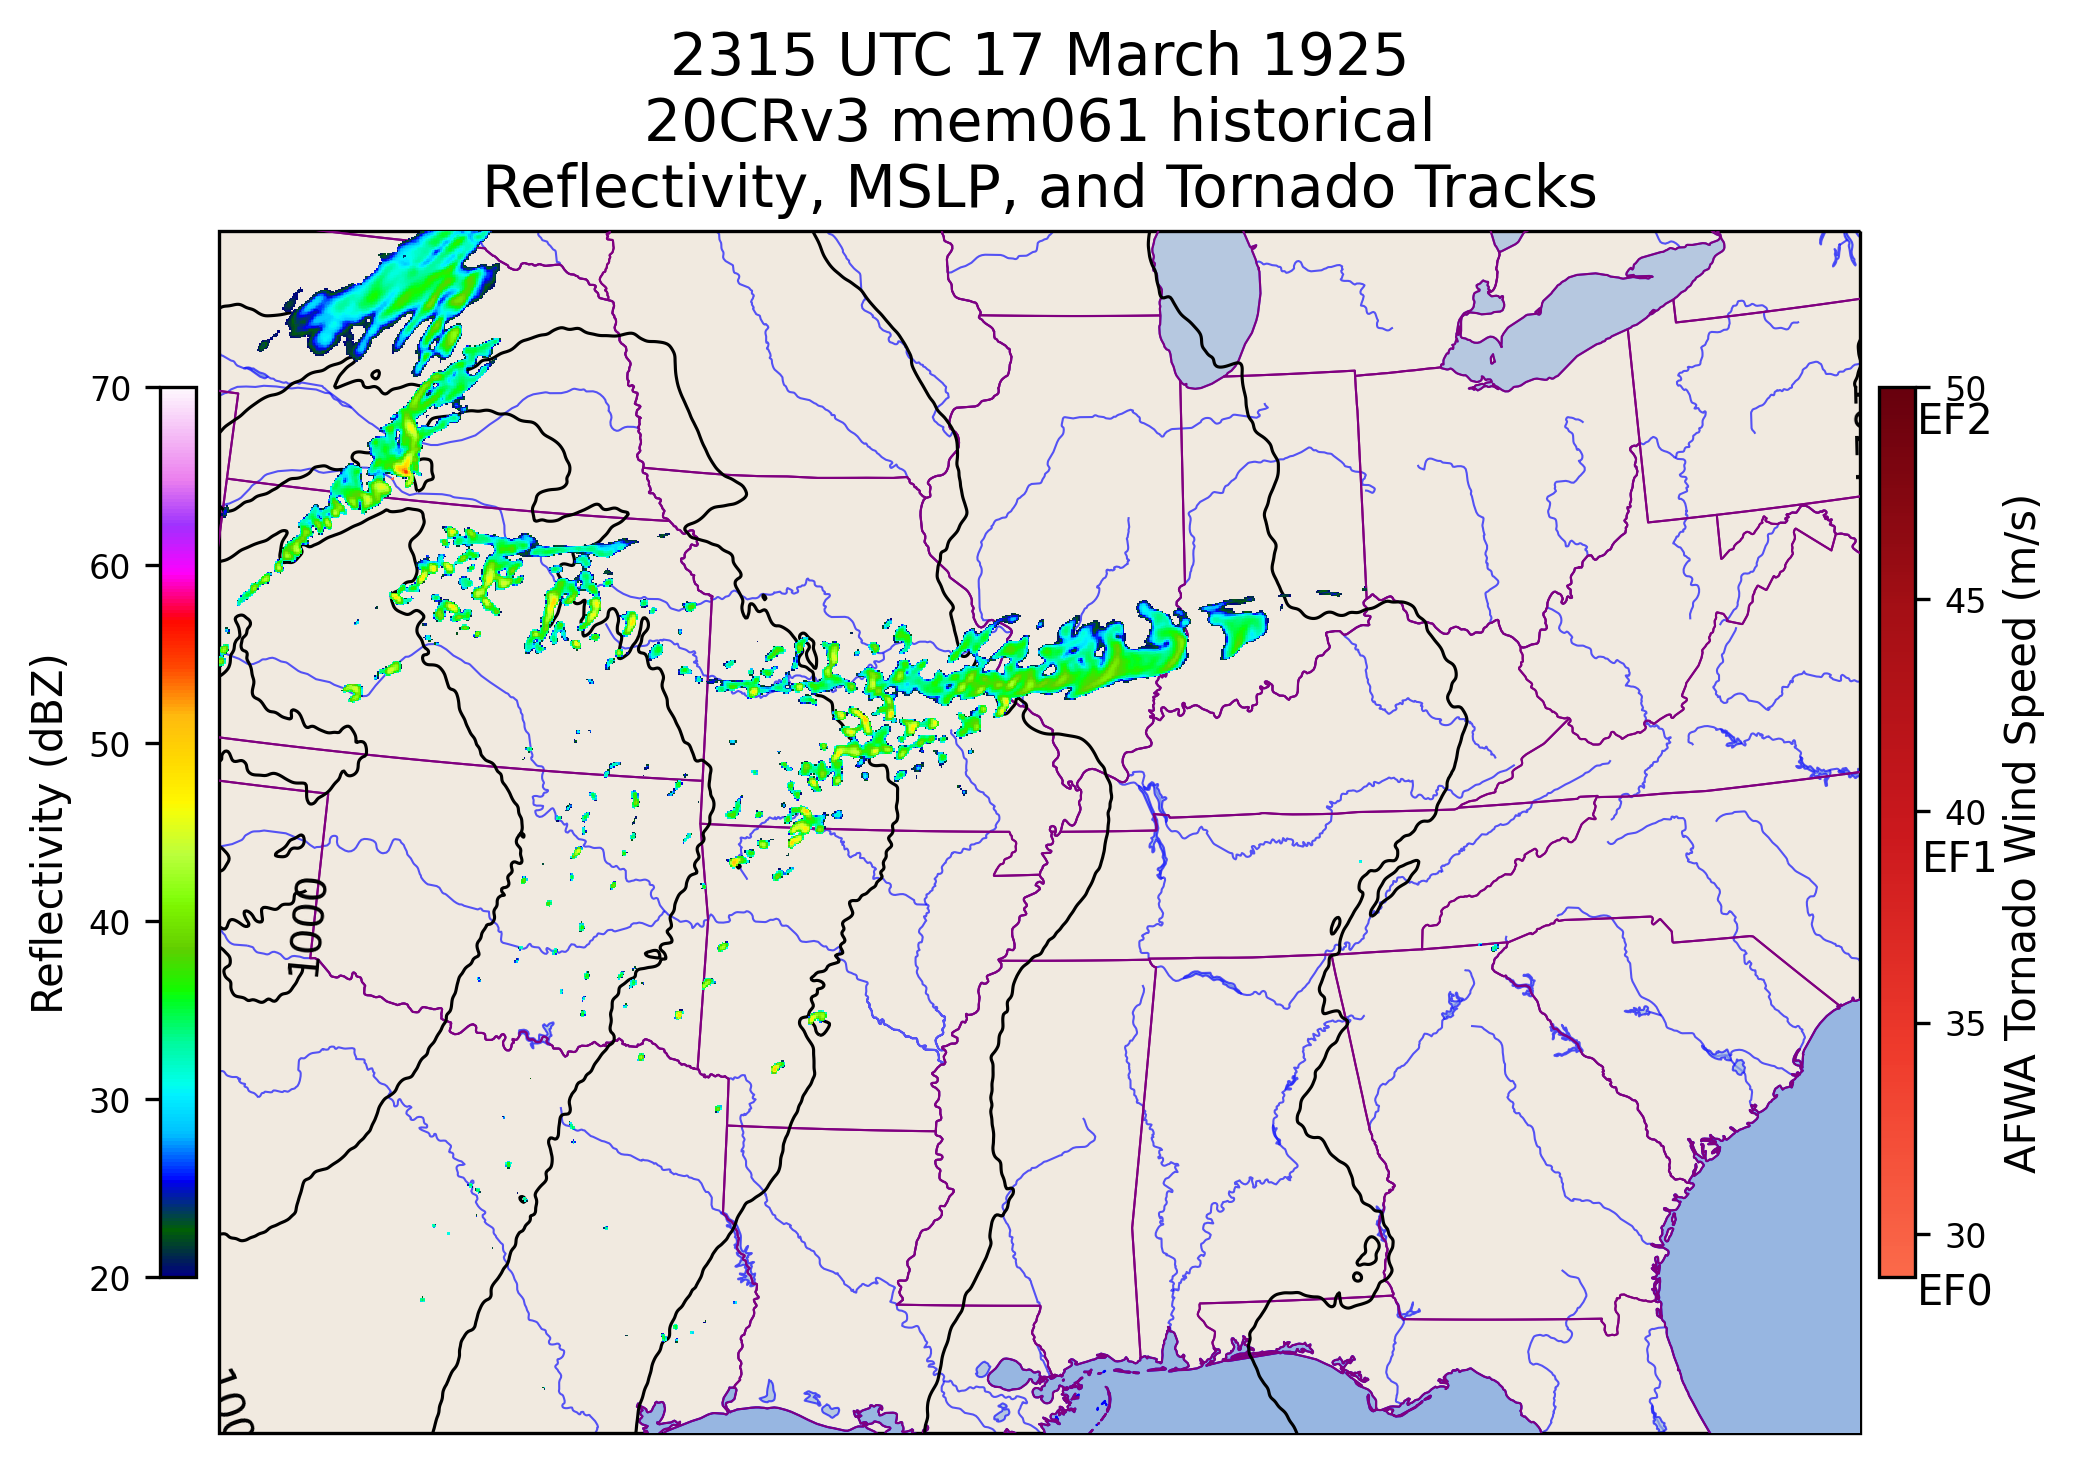 2315 UTC 17 March 1925
20CRv3 mem061 historical
Reflectivity, MSLP, and Tornado Tracks
Reflectivity (dBZ)
70
60
50
40
30
20
1000
100
50
EF2
45
40
EF1
35
30
EF0
AFWA Tornado Wind Speed (m/s)